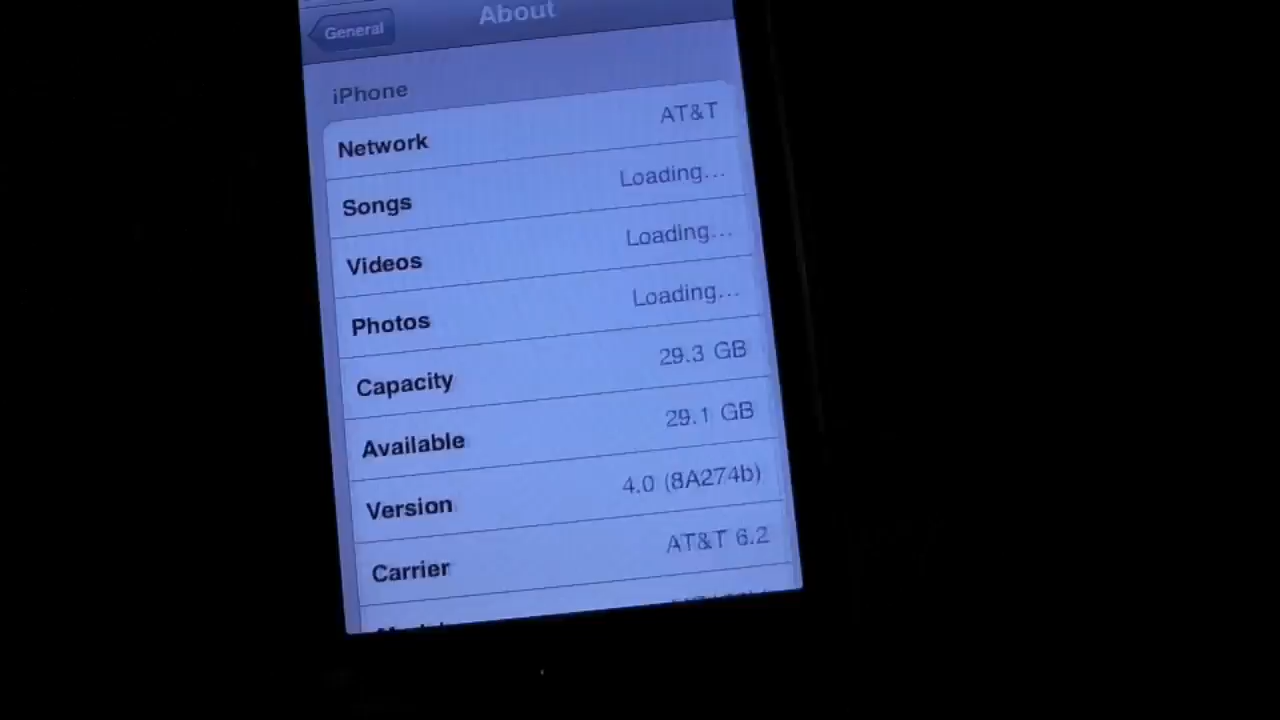 General
About
iPhone
Network AT&T
Songs Loading...
Videos Loading...
Photos Loading...
Capacity 29.3 GB
Available 29.1 GB
Version 4.0 (8A274b)
Carrier AT&T 6.2